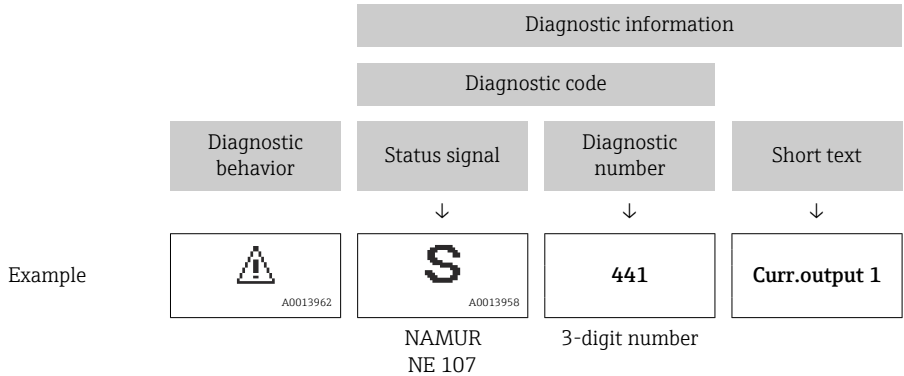 Diagnostic information
Diagnostic code
Diagnostic
behavior
Status signal
Diagnostic
number
Short text
↓ ↓ ↓
Example
A0013962
S
A0013958
441
Curr.output 1
NAMUR
NE 107
3-digit number